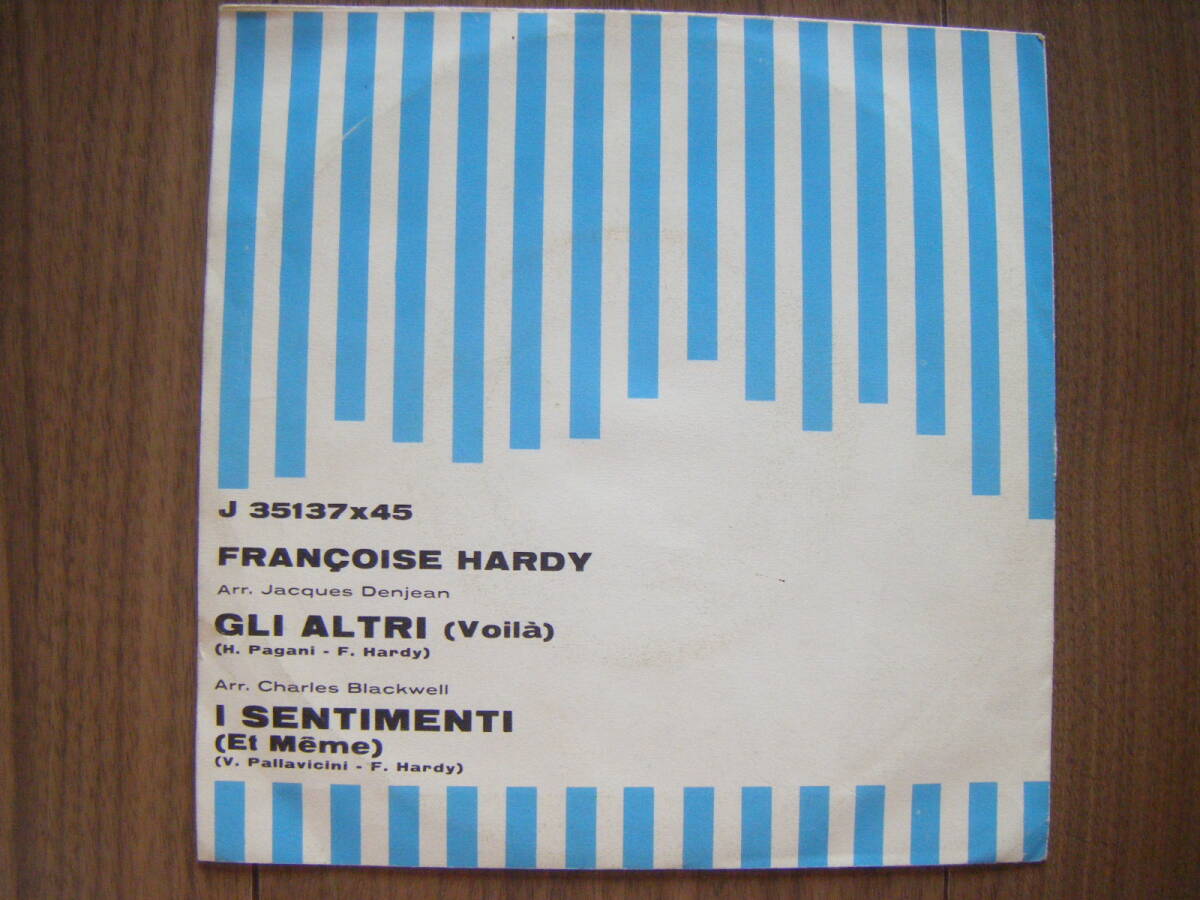 J 35137x45
FRANÇOISE HARDY
Arr. Jacques Denjean
GLI ALTRI (Voilà)
(H. Pagani - F. Hardy)
Arr. Charles Blackwell
I SENTIMENTI
(Et Même)
(V. Pallavicini - F. Hardy)